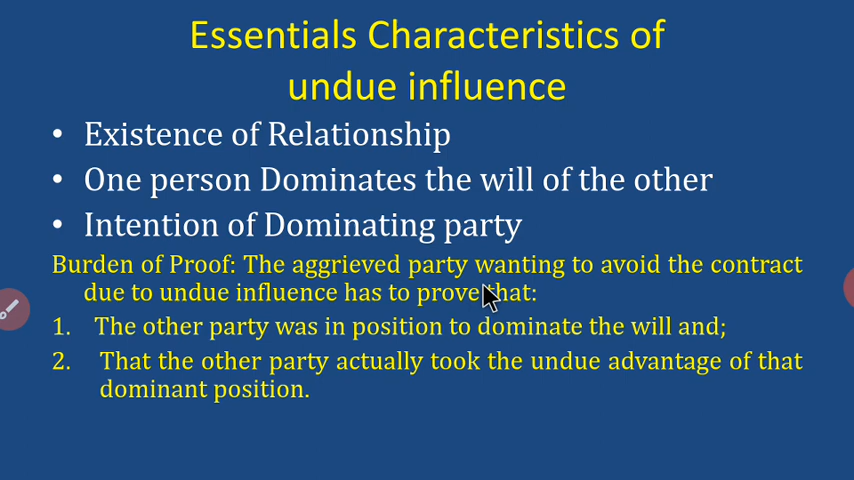 Essentials Characteristics of
undue influence
• Existence of Relationship
• One person Dominates the will of the other
• Intention of Dominating party
Burden of Proof: The aggrieved party wanting to avoid the contract
due to undue influence has to prove that:
1. The other party was in position to dominate the will and;
2. That the other party actually took the undue advantage of that
dominant position.